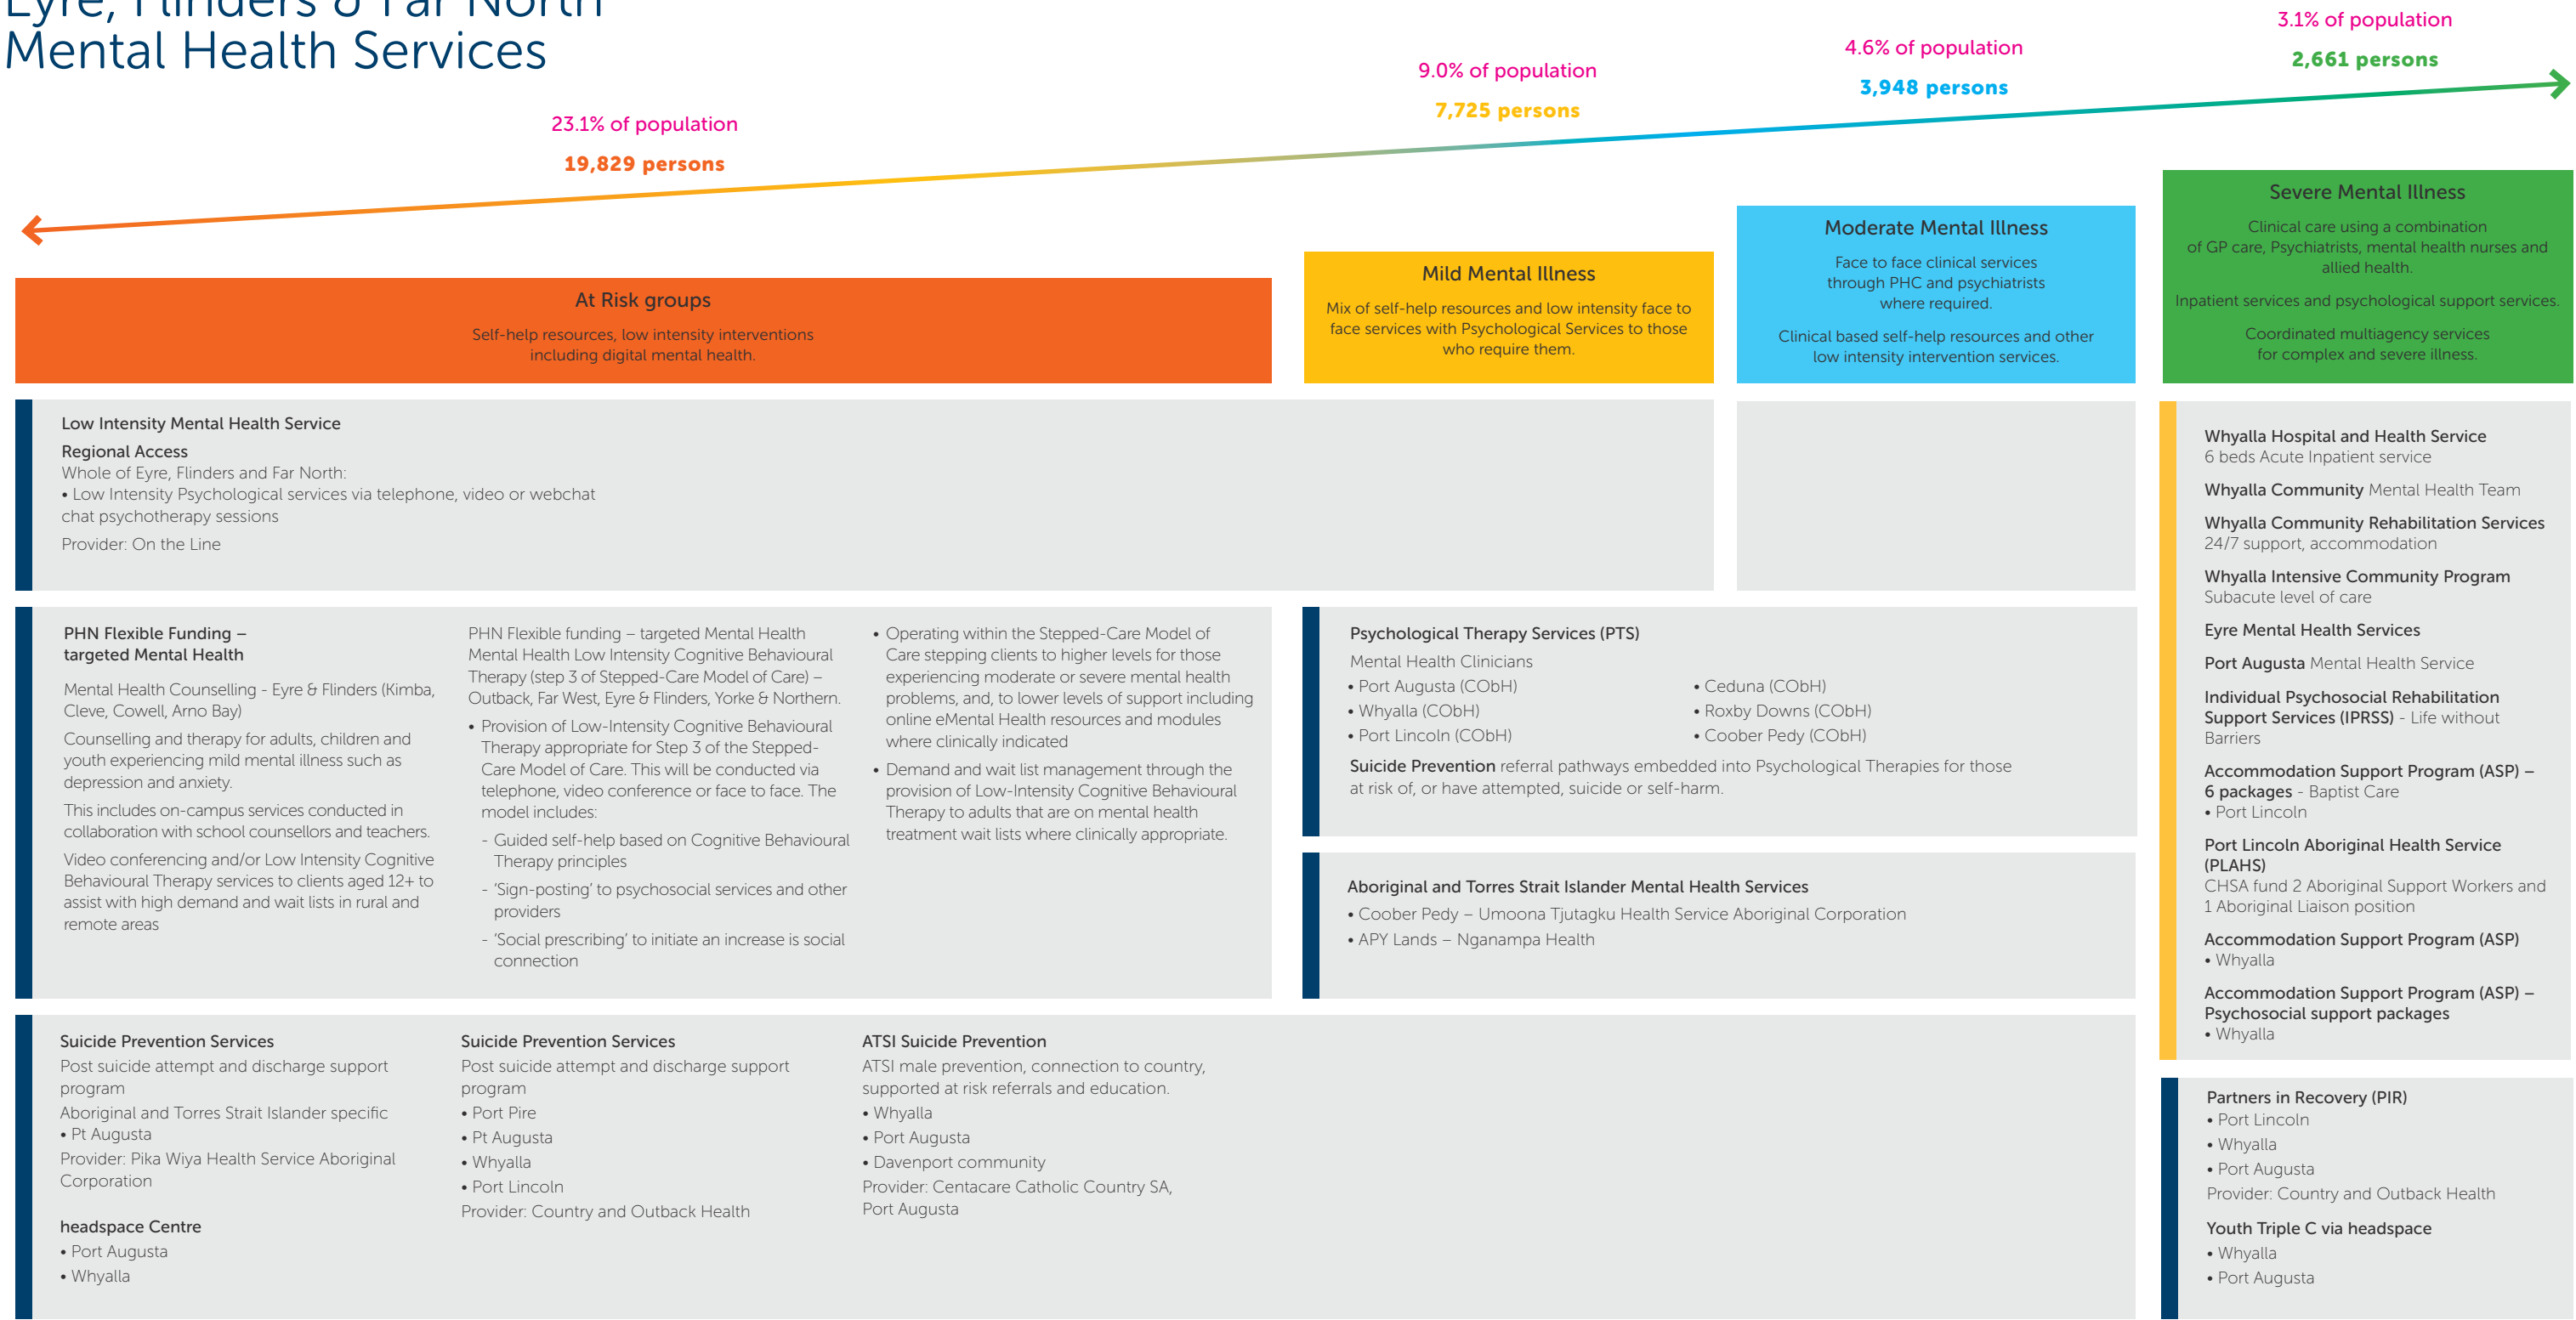 Eyre, Flinders & Far North
Mental Health Services
23.1% of population
19,829 persons
9.0% of population
7,725 persons
4.6% of population
3,948 persons
3.1% of population
2,661 persons
At Risk groups
Self-help resources, low intensity interventions
including digital mental health.
Mild Mental Illness
Mix of self-help resources and low intensity face to
face services with Psychological Services to those
who require them.
Moderate Mental Illness
Face to face clinical services
through PHC and psychiatrists
where required.
Clinical based self-help resources and other
low intensity intervention services.
Severe Mental Illness
Clinical care using a combination
of GP care, Psychiatrists, mental health nurses and
allied health.
Inpatient services and psychological support services.
Coordinated multiagency services
for complex and severe illness.
Low Intensity Mental Health Service
Regional Access
Whole of Eyre, Flinders and Far North:
• Low Intensity Psychological services via telephone, video or webchat
chat psychotherapy sessions
Provider: On the Line
PHN Flexible Funding –
targeted Mental Health
Mental Health Counselling - Eyre & Flinders (Kimba,
Cleve, Cowell, Arno Bay)
Counselling and therapy for adults, children and
youth experiencing mild mental illness such as
depression and anxiety.
This includes on-campus services conducted in
collaboration with school counsellors and teachers.
Video conferencing and/or Low Intensity Cognitive
Behavioural Therapy services to clients aged 12+ to
assist with high demand and wait lists in rural and
remote areas
PHN Flexible funding – targeted Mental Health
Mental Health Low Intensity Cognitive Behavioural
Therapy (step 3 of Stepped-Care Model of Care) –
Outback, Far West, Eyre & Flinders, Yorke & Northern.
• Provision of Low-Intensity Cognitive Behavioural
Therapy appropriate for Step 3 of the Stepped-
Care Model of Care. This will be conducted via
telephone, video conference or face to face. The
model includes:
- Guided self-help based on Cognitive Behavioural
Therapy principles
- ‘Sign-posting’ to psychosocial services and other
providers
- ‘Social prescribing’ to initiate an increase is social
connection
• Operating within the Stepped-Care Model of
Care stepping clients to higher levels for those
experiencing moderate or severe mental health
problems, and, to lower levels of support including
online eMental Health resources and modules
where clinically indicated
• Demand and wait list management through the
provision of Low-Intensity Cognitive Behavioural
Therapy to adults that are on mental health
treatment wait lists where clinically appropriate.
Psychological Therapy Services (PTS)
Mental Health Clinicians
• Port Augusta (CObH)
• Whyalla (CObH)
• Port Lincoln (CObH)
• Ceduna (CObH)
• Roxby Downs (CObH)
• Coober Pedy (CObH)
Suicide Prevention referral pathways embedded into Psychological Therapies for those
at risk of, or have attempted, suicide or self-harm.
Aboriginal and Torres Strait Islander Mental Health Services
• Coober Pedy – Umoona Tjutagku Health Service Aboriginal Corporation
• APY Lands – Nganampa Health
Suicide Prevention Services
Post suicide attempt and discharge support
program
Aboriginal and Torres Strait Islander specific
• Pt Augusta
Provider: Pika Wiya Health Service Aboriginal
Corporation
headspace Centre
• Port Augusta
• Whyalla
Suicide Prevention Services
Post suicide attempt and discharge support
program
• Port Pire
• Pt Augusta
• Whyalla
• Port Lincoln
Provider: Country and Outback Health
ATSI Suicide Prevention
ATSI male prevention, connection to country,
supported at risk referrals and education.
• Whyalla
• Port Augusta
• Davenport community
Provider: Centacare Catholic Country SA,
Port Augusta
Whyalla Hospital and Health Service
6 beds Acute Inpatient service
Whyalla Community Mental Health Team
Whyalla Community Rehabilitation Services
24/7 support, accommodation
Whyalla Intensive Community Program
Subacute level of care
Eyre Mental Health Services
Port Augusta Mental Health Service
Individual Psychosocial Rehabilitation
Support Services (IPRSS) - Life without
Barriers
Accommodation Support Program (ASP) –
6 packages - Baptist Care
• Port Lincoln
Port Lincoln Aboriginal Health Service
(PLAHS)
CHSA fund 2 Aboriginal Support Workers and
1 Aboriginal Liaison position
Accommodation Support Program (ASP)
• Whyalla
Accommodation Support Program (ASP) –
Psychosocial support packages
• Whyalla
Partners in Recovery (PIR)
• Port Lincoln
• Whyalla
• Port Augusta
Provider: Country and Outback Health
Youth Triple C via headspace
• Whyalla
• Port Augusta